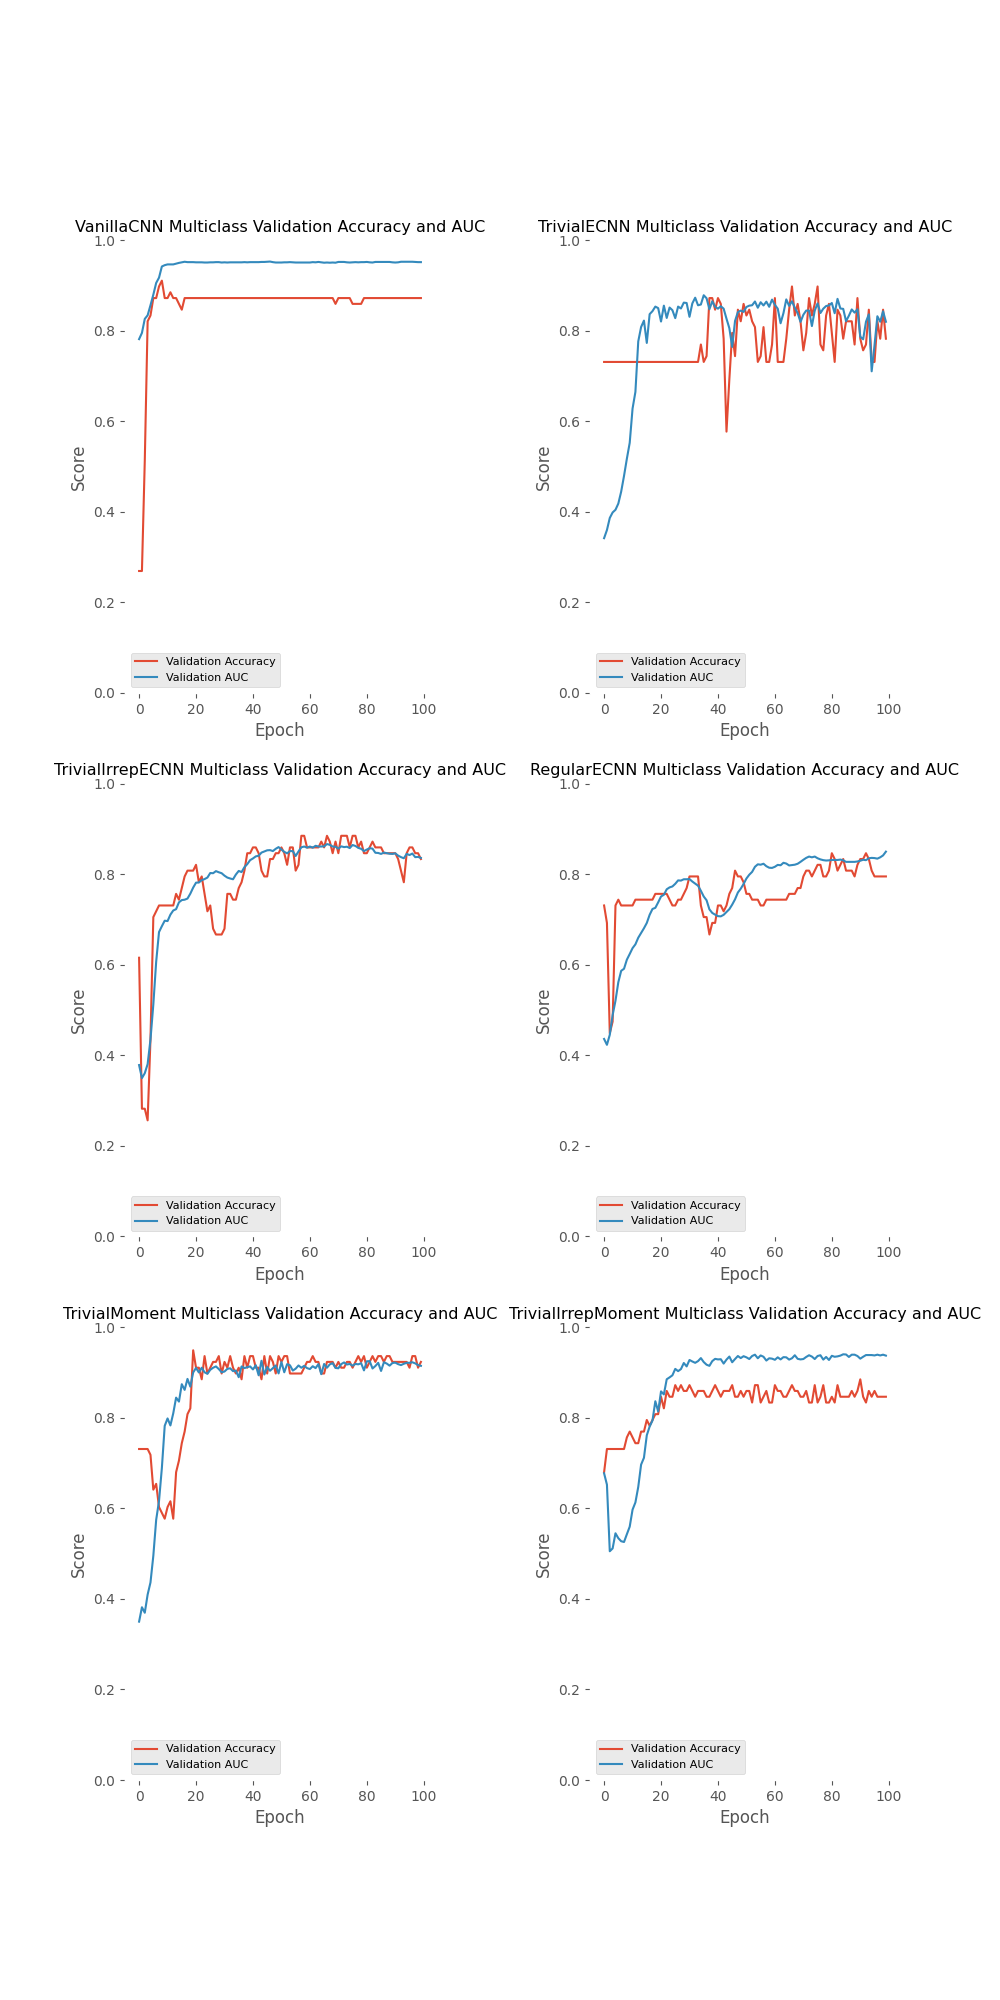 VanillaCNN Multiclass Validation Accuracy and AUC
1.0
0.8
0.6
0.4
0.2
0.0
Score
Validation Accuracy
Validation AUC
0 20 40 60 80 100
Epoch
TrivialECNN Multiclass Validation Accuracy and AUC
1.0
0.8
0.6
0.4
0.2
0.0
Score
Validation Accuracy
Validation AUC
0 20 40 60 80 100
Epoch
TrivialIrrepECNN Multiclass Validation Accuracy and AUC
1.0
0.8
0.6
0.4
0.2
0.0
Score
Validation Accuracy
Validation AUC
0 20 40 60 80 100
Epoch
RegularECNN Multiclass Validation Accuracy and AUC
1.0
0.8
0.6
0.4
0.2
0.0
Score
Validation Accuracy
Validation AUC
0 20 40 60 80 100
Epoch
TrivialMoment Multiclass Validation Accuracy and AUC
1.0
0.8
0.6
0.4
0.2
0.0
Score
Validation Accuracy
Validation AUC
0 20 40 60 80 100
Epoch
TrivialIrrepMoment Multiclass Validation Accuracy and AUC
1.0
0.8
0.6
0.4
0.2
0.0
Score
Validation Accuracy
Validation AUC
0 20 40 60 80 100
Epoch